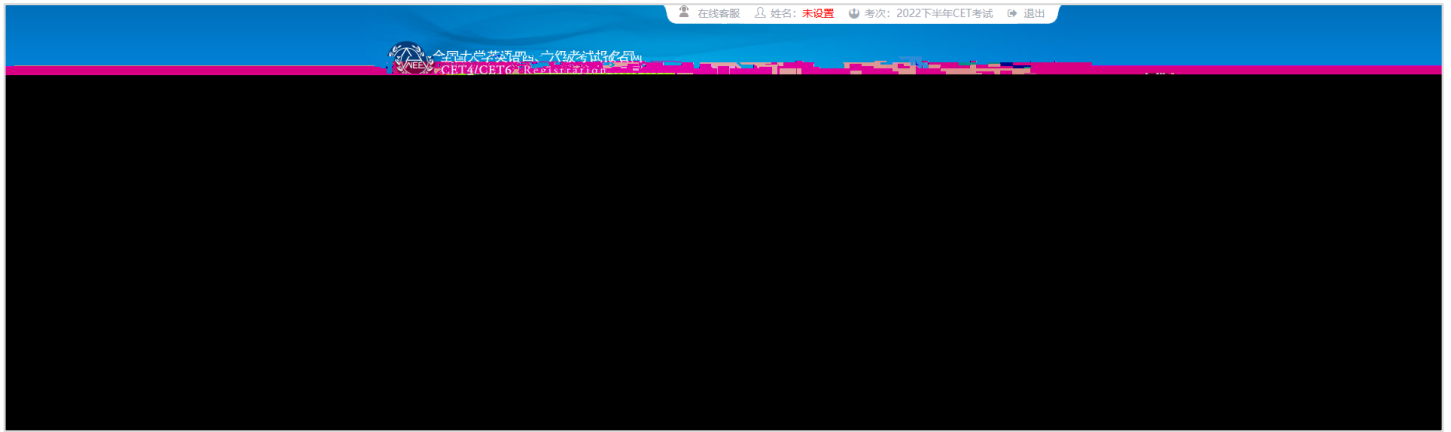 在线客服 姓名：未设置 考次：2022下半年CET考试 退出
NEEA
全国大学英语四、六级考试报名网
CET4/CET6 Registration